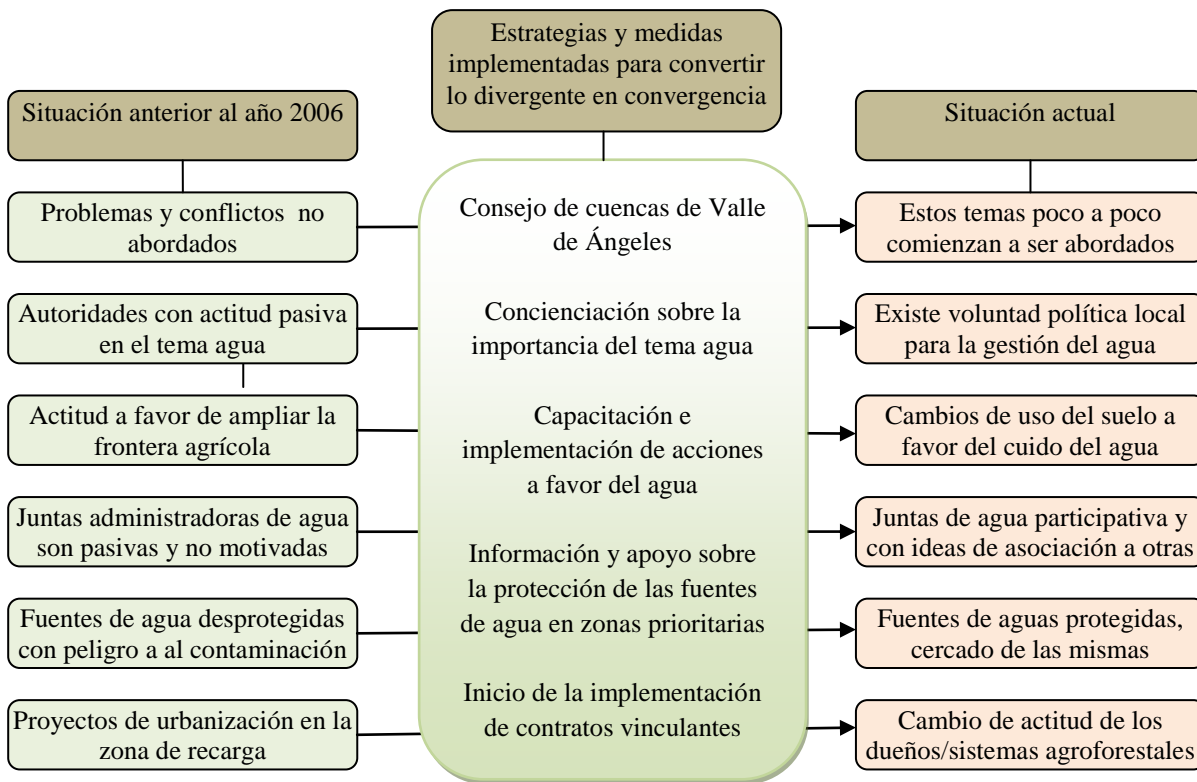 Estrategias y medidas
implementadas para convertir
lo divergente en convergencia
Situación anterior al año 2006
Situación actual
Problemas y conflictos no
abordados
Autoridades con actitud pasiva
en el tema agua
Actitud a favor de ampliar la
frontera agrícola
Juntas administradoras de agua
son pasivas y no motivadas
Fuentes de agua desprotegidas
con peligro a al contaminación
Proyectos de urbanización en la
zona de recarga
Consejo de cuencas de Valle
de Ángeles
Concienciación sobre la
importancia del tema agua
Capacitación e
implementación de acciones
a favor del agua
Información y apoyo sobre
la protección de las fuentes
de agua en zonas prioritarias
Inicio de la implementación
de contratos vinculantes
Estos temas poco a poco
comienzan a ser abordados
Existe voluntad política local
para la gestión del agua
Cambios de uso del suelo a
favor del cuido del agua
Juntas de agua participativa y
con ideas de asociación a otras
Fuentes de aguas protegidas,
cercado de las mismas
Cambio de actitud de los
dueños/sistemas agroforestales